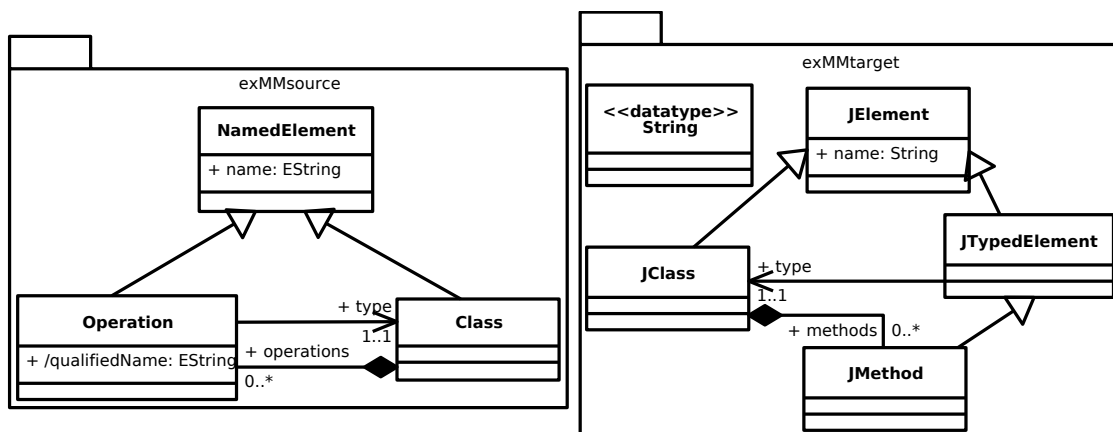 exMMsource
NamedElement
+ name: EString
Operation
+ /qualifiedName: EString
+ type
1..1
+ operations
0..*
Class
exMMtarget
<<datatype>>
String
JElement
+ name: String
JClass
+ type
1..1
JTypedElement
+ methods
0..*
JMethod